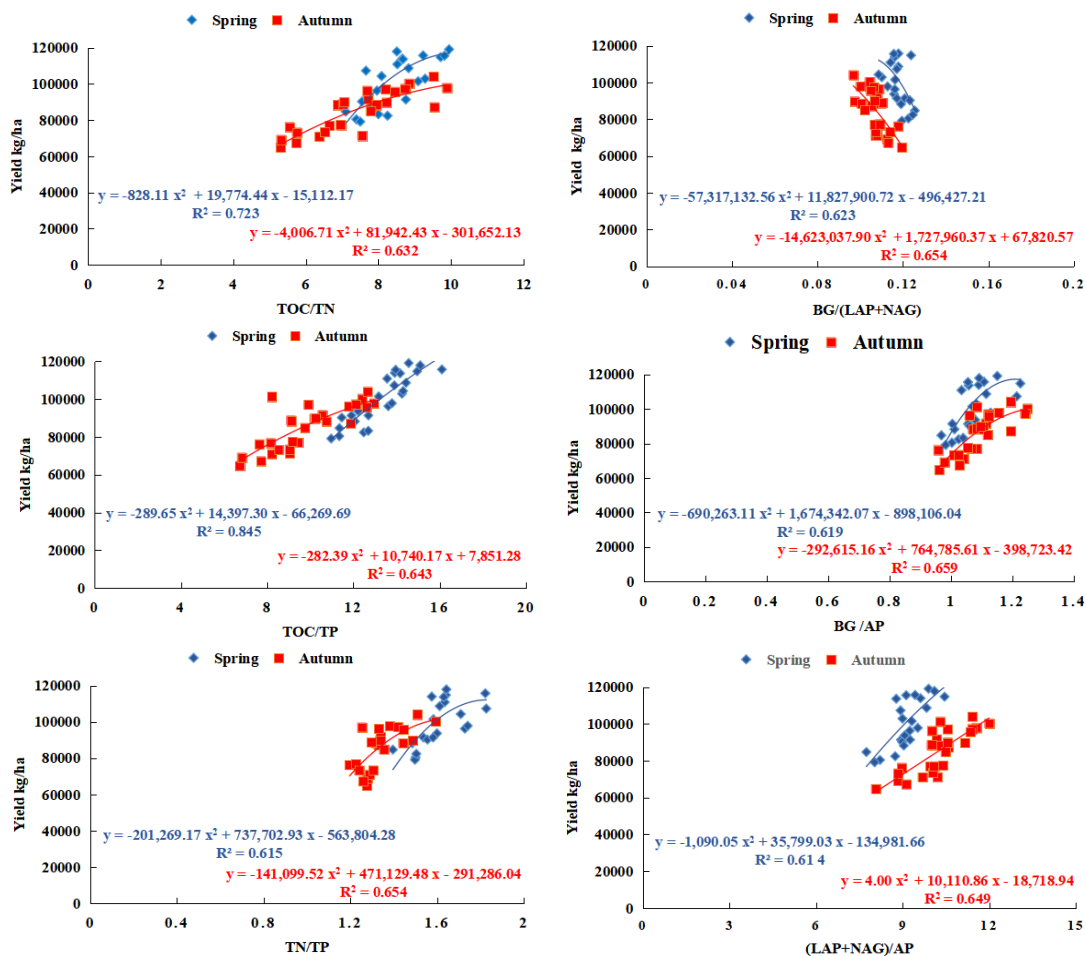 Spring Autumn
120000
100000
80000
60000
40000
20000
0
Yield kg/ha
y = -828.11 x² + 19,774.44 x - 15,112.17
R² = 0.723
y = -4,006.71 x² + 81,942.43 x - 301,652.13
R² = 0.632
0 2 4 6 8 10 12
TOC/TN
Spring Autumn
120000
100000
80000
60000
40000
20000
0
Yield kg/ha
y = -57,317,132.56 x² + 11,827,900.72 x - 496,427.21
R² = 0.623
y = -14,623,037.90 x² + 1,727,960.37 x + 67,820.57
R² = 0.654
0 0.04 0.08 0.12 0.16 0.2
BG/(LAP+NAG)
Spring Autumn
120000
100000
80000
60000
40000
20000
0
Yield kg/ha
y = -289.65 x² + 14,397.30 x - 66,269.69
R² = 0.845
y = -282.39 x² + 10,740.17 x + 7,851.28
R² = 0.643
0 4 8 12 16 20
TOC/TP
Spring Autumn
120000
100000
80000
60000
40000
20000
0
Yield kg/ha
y = -690,263.11 x² + 1,674,342.07 x - 898,106.04
R² = 0.619
y = -292,615.16 x² + 764,785.61 x - 398,723.42
R² = 0.659
0 0.2 0.4 0.6 0.8 1 1.2 1.4
BG /AP
Spring Autumn
120000
100000
80000
60000
40000
20000
0
Yield kg/ha
y = -201,269.17 x² + 737,702.93 x - 563,804.28
R² = 0.615
y = -141,099.52 x² + 471,129.48 x - 291,286.04
R² = 0.654
0 0.4 0.8 1.2 1.6 2
TN/TP
Spring Autumn
120000
100000
80000
60000
40000
20000
0
Yield kg/ha
y = -1,090.05 x² + 35,799.03 x - 134,981.66
R² = 0.61 4
y = 4.00 x² + 10,110.86 x - 18,718.94
R² = 0.649
0 3 6 9 12 15
(LAP+NAG)/AP